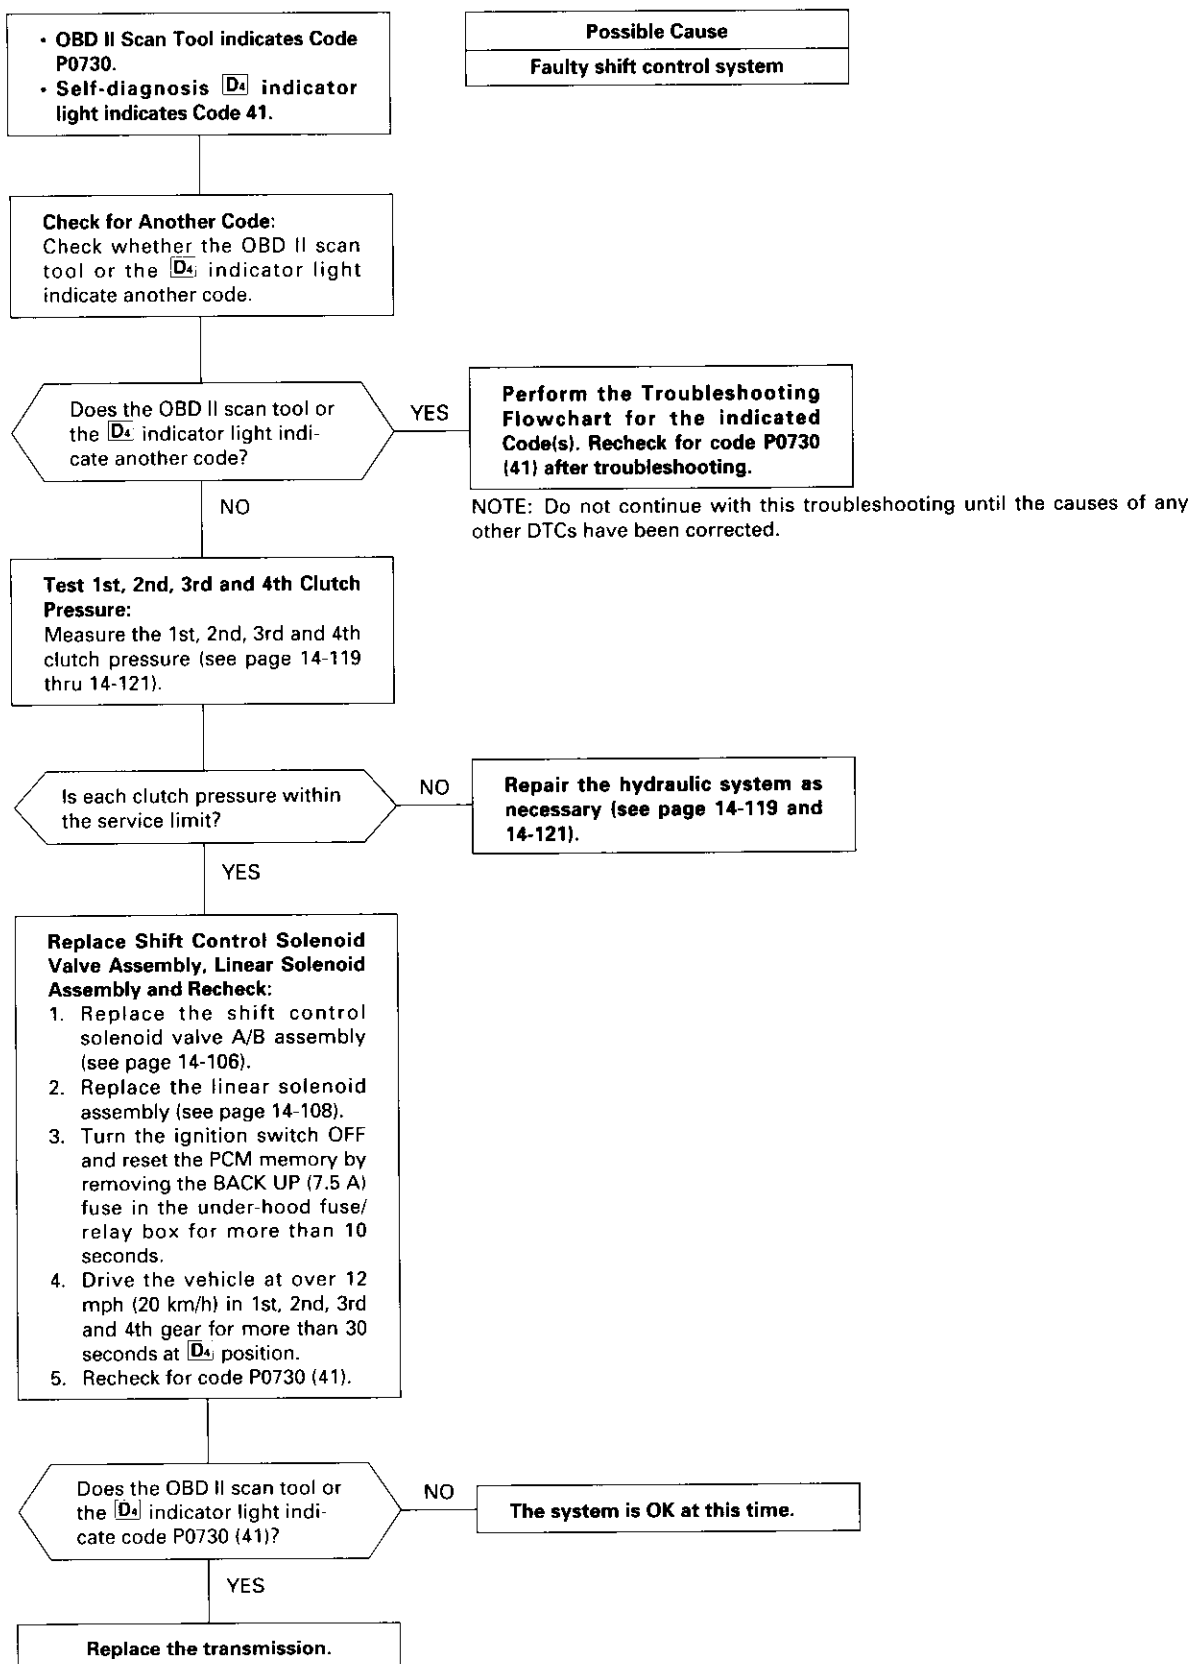 • OBD II Scan Tool indicates Code
P0730.
• Self-diagnosis D4 indicator
light indicates Code 41.
Possible Cause
Faulty shift control system
Check for Another Code:
Check whether the OBD II scan
tool or the D4 indicator light
indicate another code.
Does the OBD II scan tool or
the D4 indicator light indi-
cate another code?
YES
Perform the Troubleshooting
Flowchart for the indicated
Code(s). Recheck for code P0730
(41) after troubleshooting.
NO
NOTE: Do not continue with this troubleshooting until the causes of any
other DTCs have been corrected.
Test 1st, 2nd, 3rd and 4th Clutch
Pressure:
Measure the 1st, 2nd, 3rd and 4th
clutch pressure (see page 14-119
thru 14-121).
Is each clutch pressure within
the service limit?
NO
Repair the hydraulic system as
necessary (see page 14-119 and
14-121).
YES
Replace Shift Control Solenoid
Valve Assembly, Linear Solenoid
Assembly and Recheck:
1. Replace the shift control
solenoid valve A/B assembly
(see page 14-106).
2. Replace the linear solenoid
assembly (see page 14-108).
3. Turn the ignition switch OFF
and reset the PCM memory by
removing the BACK UP (7.5 A)
fuse in the under-hood fuse/
relay box for more than 10
seconds.
4. Drive the vehicle at over 12
mph (20 km/h) in 1st, 2nd, 3rd
and 4th gear for more than 30
seconds at D4 position.
5. Recheck for code P0730 (41).
Does the OBD II scan tool or
the D4 indicator light indi-
cate code P0730 (41)?
NO
The system is OK at this time.
YES
Replace the transmission.